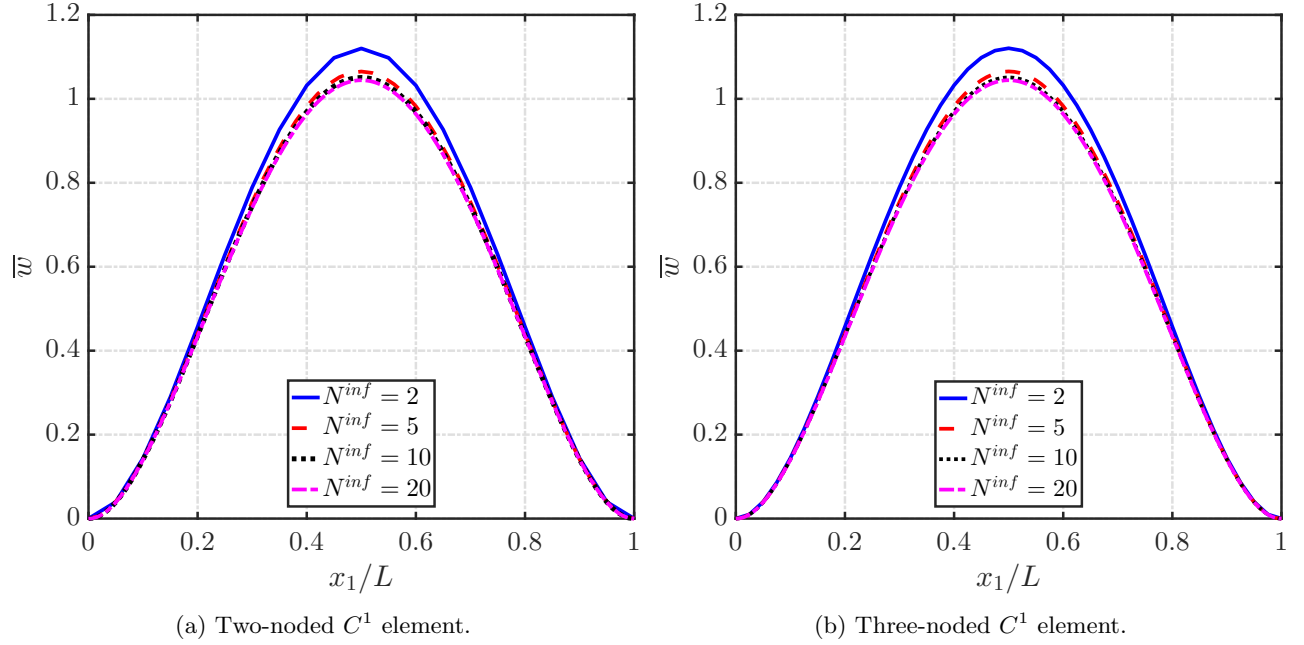 1.2
1
0.8
0.6
0.4
0.2
0
w̅
N^{inf} = 2
N^{inf} = 5
N^{inf} = 10
N^{inf} = 20
0 0.2 0.4 0.6 0.8 1
x₁/L
(a) Two-noded C¹ element.
1.2
1
0.8
0.6
0.4
0.2
0
w̅
N^{inf} = 2
N^{inf} = 5
N^{inf} = 10
N^{inf} = 20
0 0.2 0.4 0.6 0.8 1
x₁/L
(b) Three-noded C¹ element.